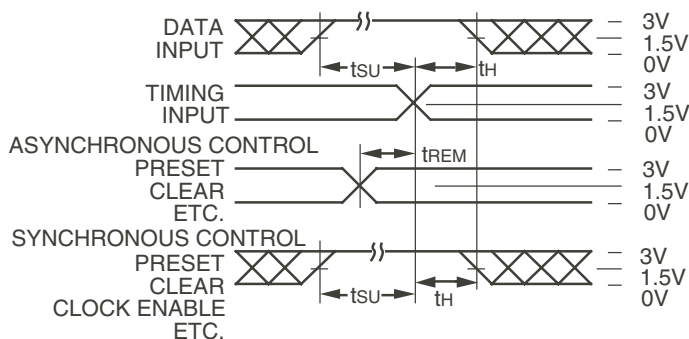 DATA
INPUT
tSU
tH
3V
1.5V
0V
TIMING
INPUT
3V
1.5V
0V
ASYNCHRONOUS CONTROL
tREM
PRESET
CLEAR
ETC.
3V
1.5V
0V
SYNCHRONOUS CONTROL
PRESET
CLEAR
CLOCK ENABLE
ETC.
tSU
tH
3V
1.5V
0V